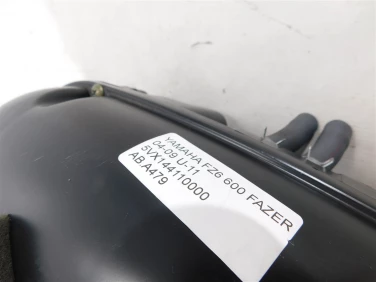 YAMAHA FZ6 600 FAZER
04-09 U-11
5VX144110000
AB A479